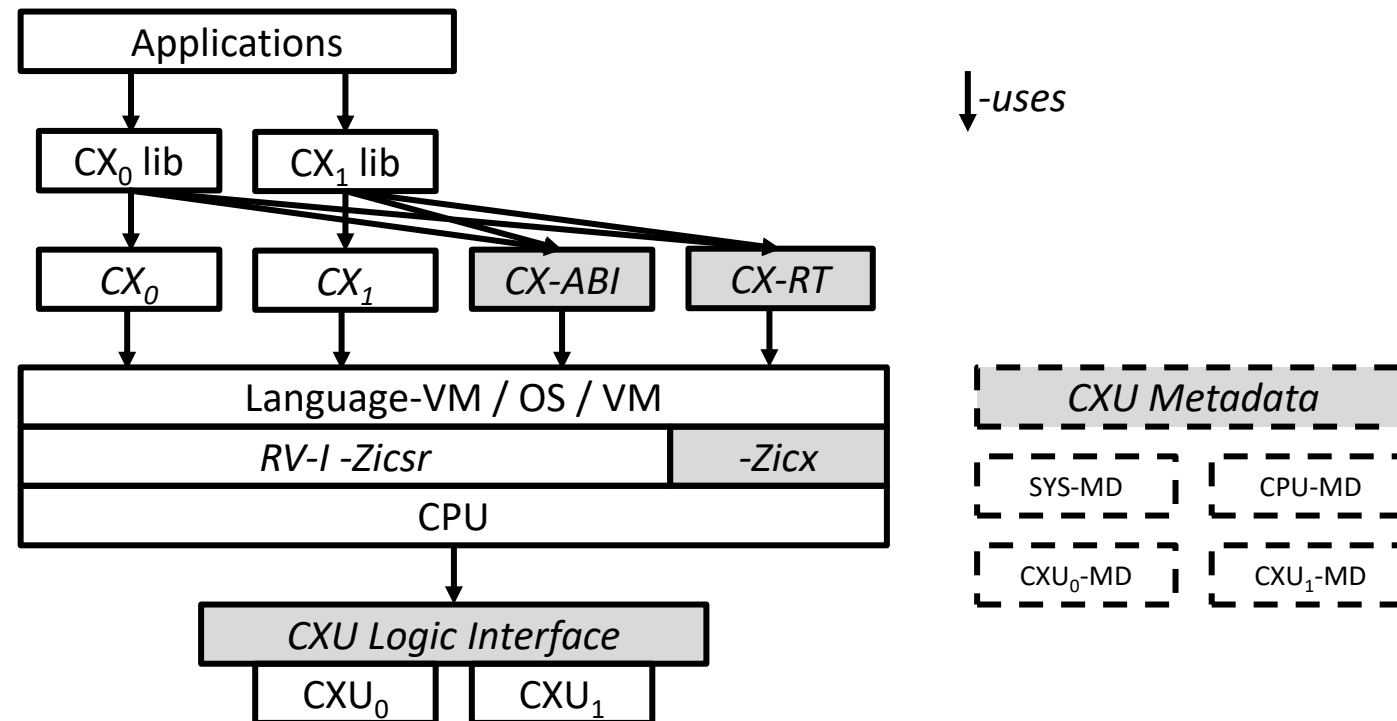 Applications
-uses
CX₀ lib
CX₁ lib
CX₀
CX₁
CX-ABI
CX-RT
Language-VM / OS / VM
RV-I -Zicsr
-Zicx
CPU
CXU Metadata
SYS-MD
CPU-MD
CXU₀-MD
CXU₁-MD
CXU Logic Interface
CXU₀
CXU₁